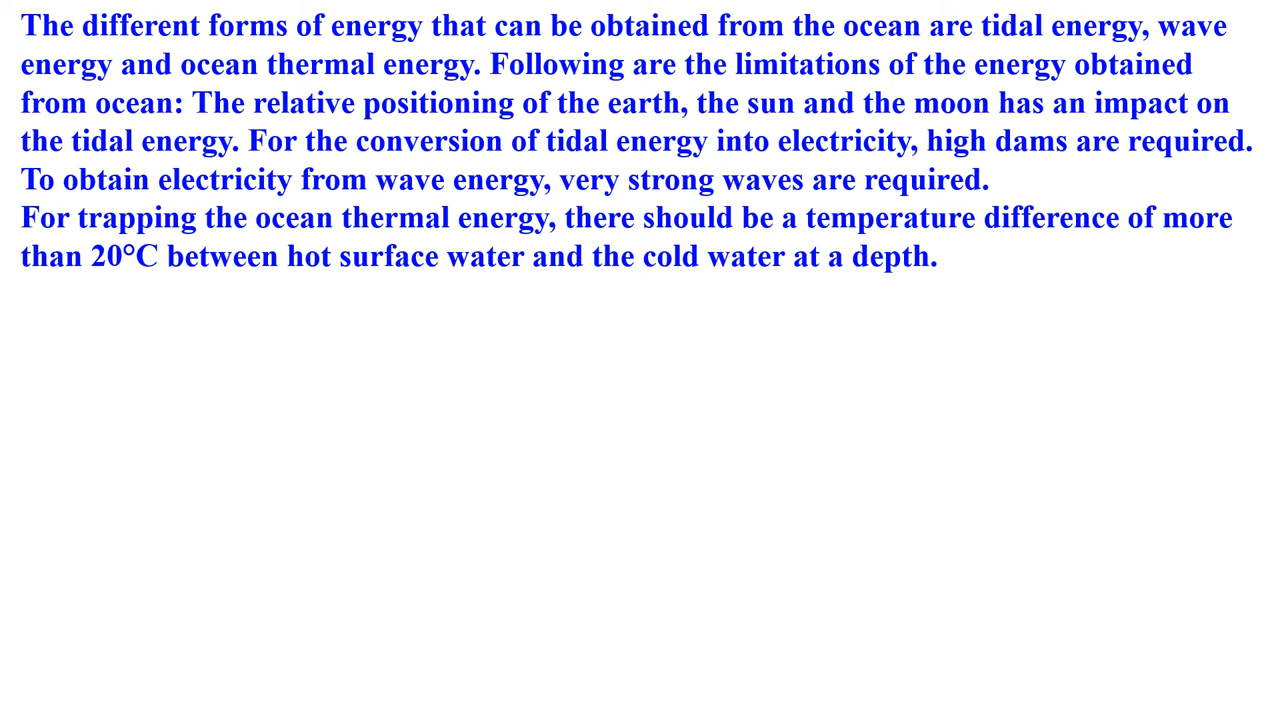 The different forms of energy that can be obtained from the ocean are tidal energy, wave
energy and ocean thermal energy. Following are the limitations of the energy obtained
from ocean: The relative positioning of the earth, the sun and the moon has an impact on
the tidal energy. For the conversion of tidal energy into electricity, high dams are required.
To obtain electricity from wave energy, very strong waves are required.
For trapping the ocean thermal energy, there should be a temperature difference of more
than 20°C between hot surface water and the cold water at a depth.